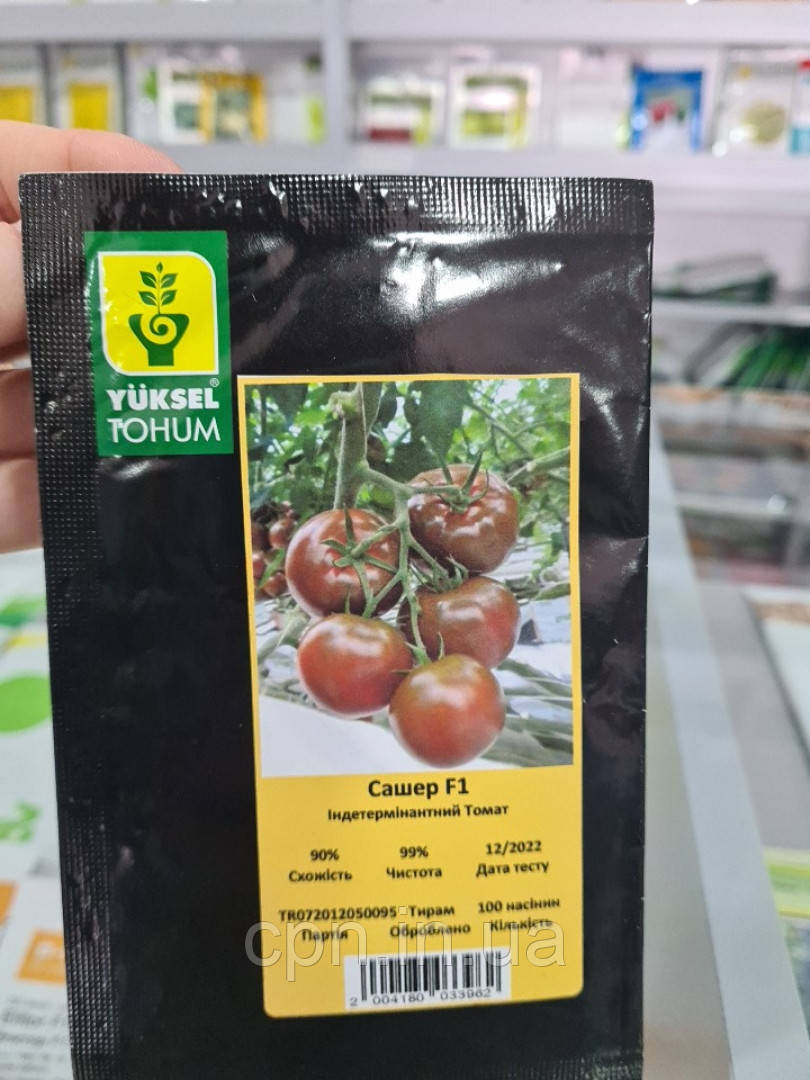 YÜKSEL®
TOHUM
Сашер F1
Індетермінантний Томат
90% 99% 12/2022
Схожість Чистота Дата тесту
TR072012050095 Тирам 100 насінин
Партія Оброблано Кількість
cpn.in.ua
2 004180 033962